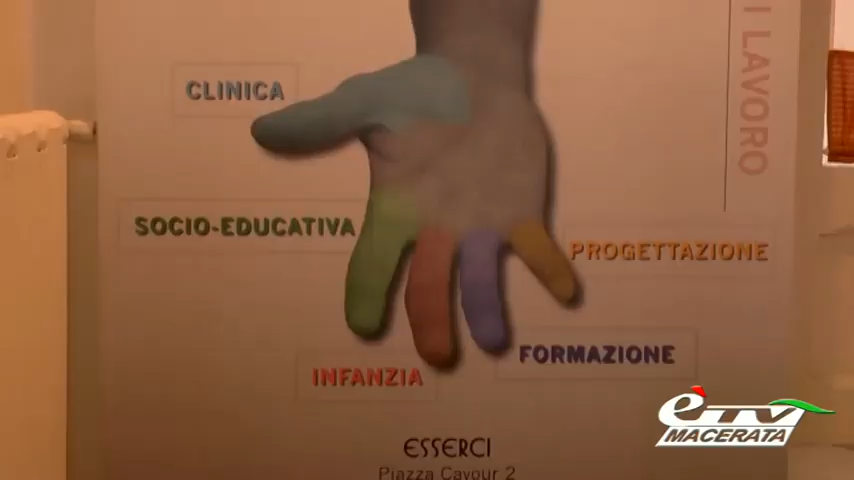 I LAVORO
CLINICA
SOCIO-EDUCATIVA
PROGETTAZIONE
FORMAZIONE
INFANZIA
ESSERCI
Piazza Cavour 2
eTV
MACERATA